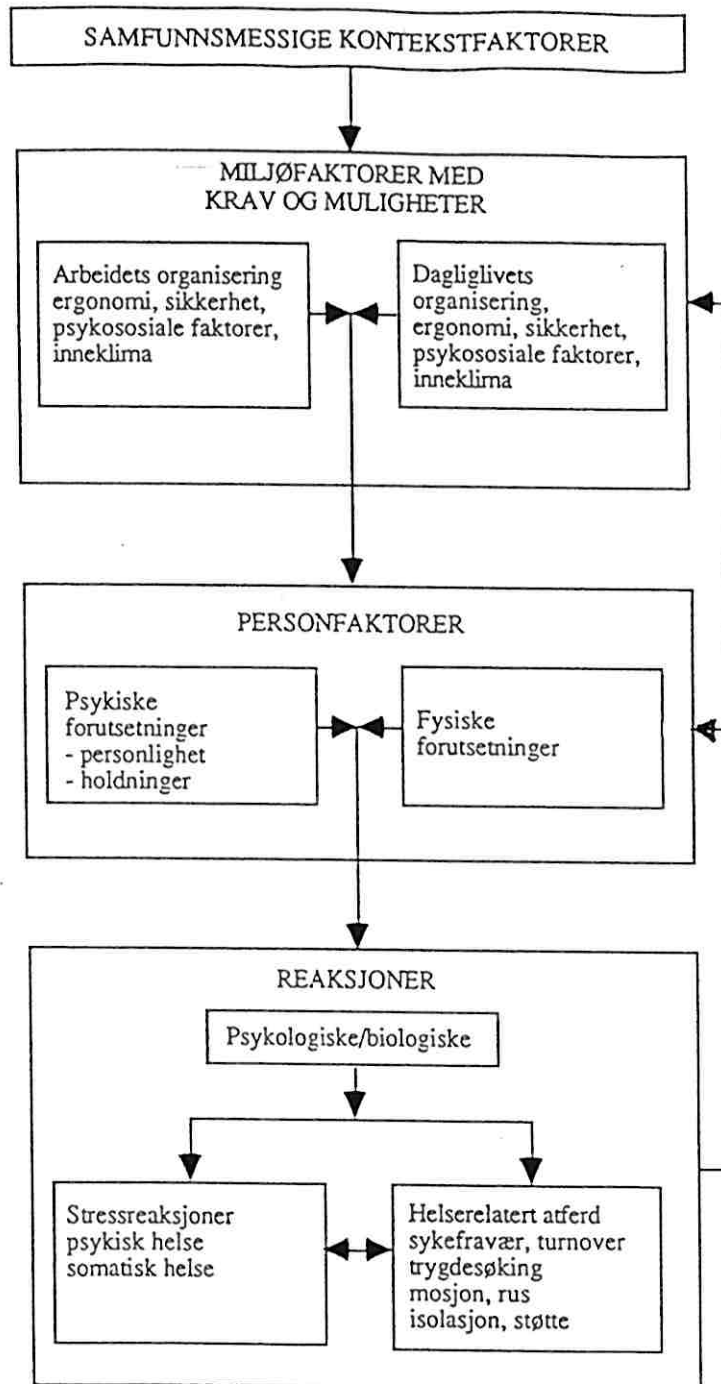 SAMFUNNSMESSIGE KONTEKSTFAKTORER
MILJØFAKTORER MED
KRAV OG MULIGHETER
Arbeidets organisering
ergonomi, sikkerhet,
psykososiale faktorer,
inneklima
Dagliglivets
organisering,
ergonomi, sikkerhet,
psykososiale faktorer,
inneklima
PERSONFAKTORER
Psykiske
forutsetninger
- personlighet
- holdninger
Fysiske
forutsetninger
REAKSJONER
Psykologiske/biologiske
Stressreaksjoner
psykisk helse
somatisk helse
Helserelatert atferd
sykefravær, turnover
trygdesøking
mosjon, rus
isolasjon, støtte